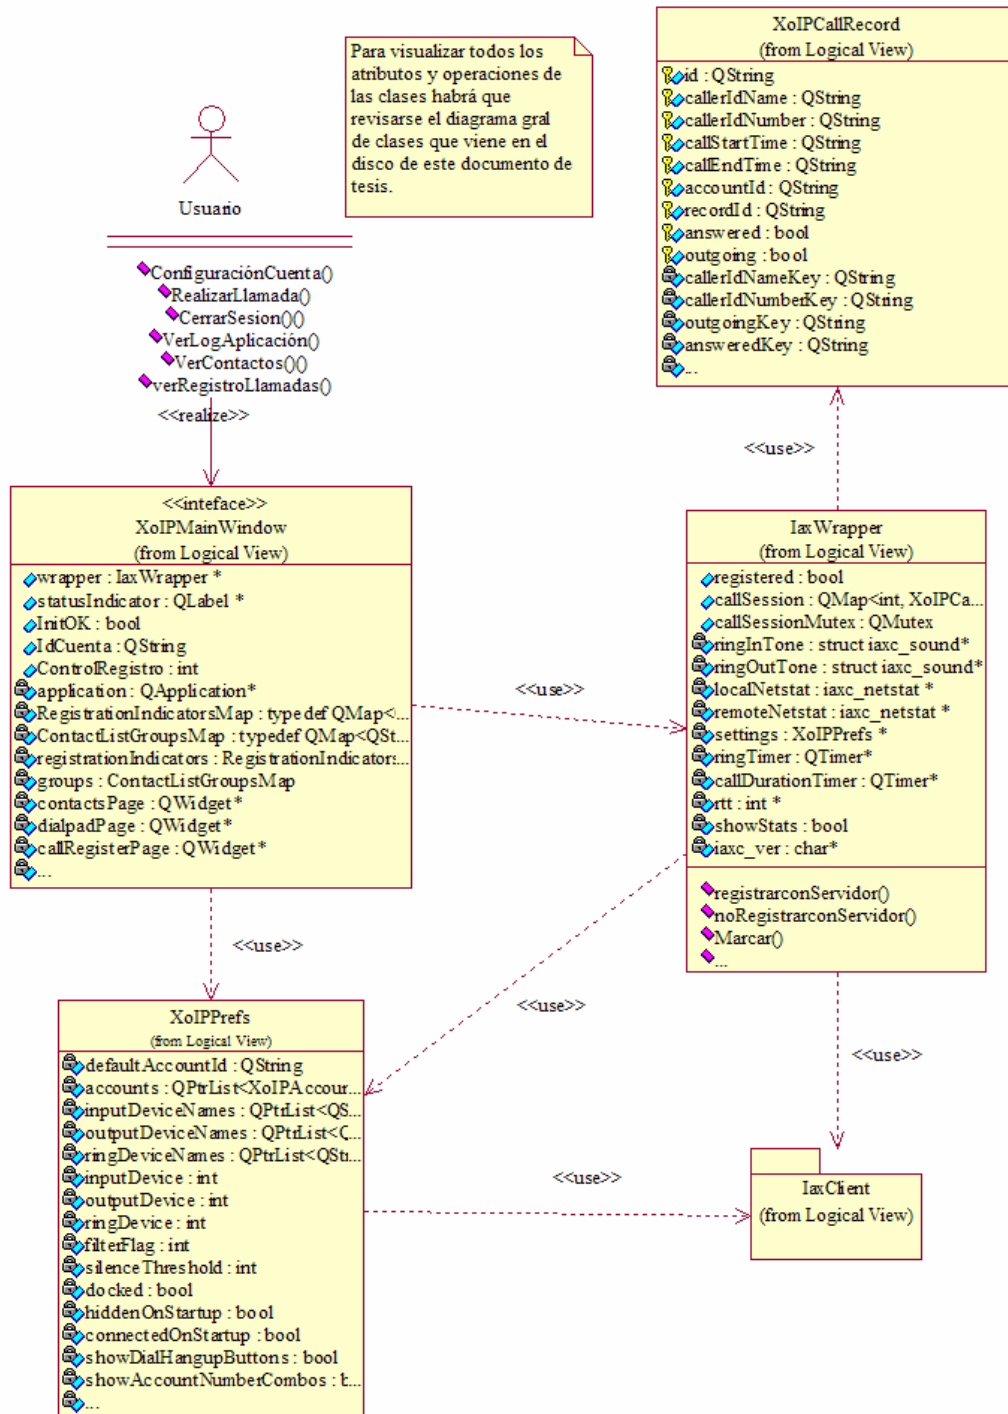 Para visualizar todos los
atributos y operaciones de
las clases habrá que
revisarse el diagrama gral
de clases que viene en el
disco de este documento de
tesis.
Usuario
ConfiguraciónCuenta()
RealizarLlamada()
CerrarSesion()()
VerLogAplicación()
VerContactos()()
verRegistroLlamadas()
<<realize>>
XoIPCallRecord
(from Logical View)
id : QString
callerIdName : QString
callerIdNumber : QString
callStartTime : QString
callEndTime : QString
accountId : QString
recordId : QString
answered : bool
outgoing : bool
callerIdNameKey : QString
callerIdNumberKey : QString
outgoingKey : QString
answeredKey : QString
...
<<use>>
<<inteface>>
XoIPMainWindow
(from Logical View)
wrapper : IaxWrapper *
statusIndicator : QLabel *
InitOK : bool
IdCuenta : QString
ControlRegistro : int
application : QApplication*
RegistrationIndicatorsMap : typedef QMap<...
ContactListGroupsMap : typedef QMap<QSt...
registrationIndicators : RegistrationIndicators...
groups : ContactListGroupsMap
contactsPage : QWidget*
dialpadPage : QWidget*
callRegisterPage : QWidget*
...
<<use>>
IaxWrapper
(from Logical View)
registered : bool
callSession : QMap<int, XoIPCa...
callSessionMutex : QMutex
ringInTone : struct iaxc_sound*
ringOutTone : struct iaxc_sound*
localNetstat : iaxc_netstat *
remoteNetstat : iaxc_netstat *
settings : XoIPPrefs *
ringTimer : QTimer*
callDurationTimer : QTimer*
rtt : int *
showStats : bool
iaxc_ver : char*
registrarconServidor()
noRegistrarconServidor()
Marcar()
...
<<use>>
<<use>>
<<use>>
XoIPPrefs
(from Logical View)
defaultAccountId : QString
accounts : QPtrList<XoIPAccour...
inputDeviceNames : QPtrList<QS...
outputDeviceNames : QPtrList<Q...
ringDeviceNames : QPtrList<QStr...
inputDevice : int
outputDevice : int
ringDevice : int
filterFlag : int
silenceThreshold : int
docked : bool
hiddenOnStartup : bool
connectedOnStartup : bool
showDialHangupButtons : bool
showAccountNumberCombos : b...
...
<<use>>
IaxClient
(from Logical View)